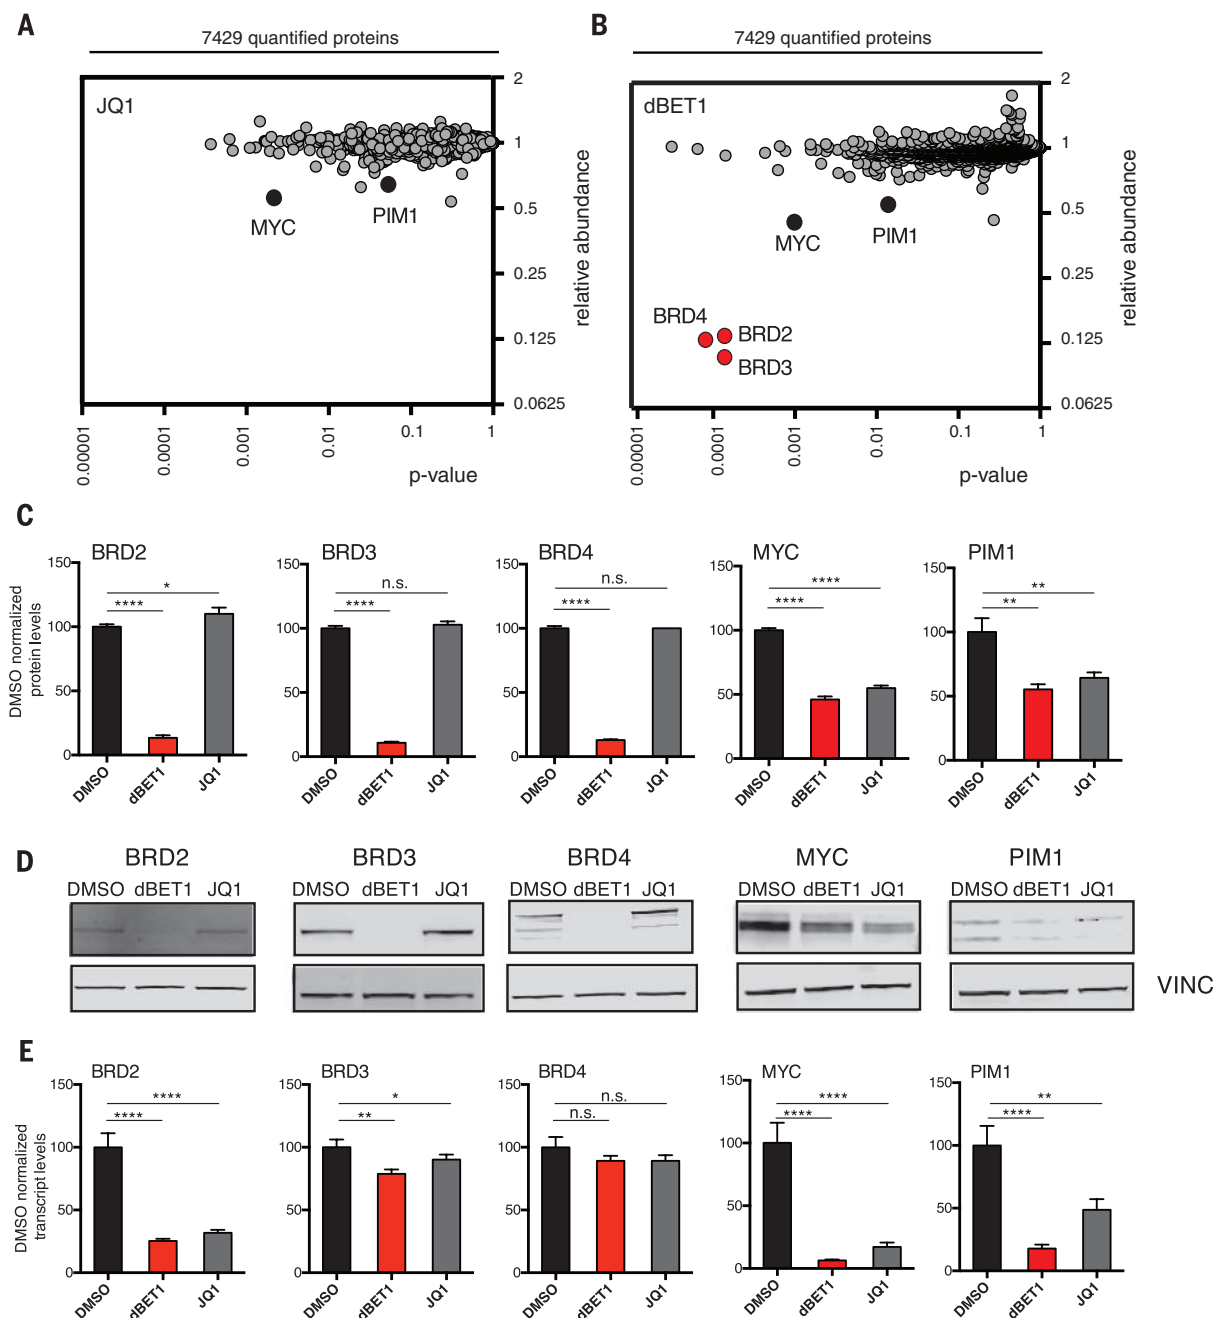 A
7429 quantified proteins
JQ1
MYC
PIM1
2
1
0.5
0.25
0.125
0.0625
relative abundance
0.00001
0.0001
0.001
0.01
0.1
1
p-value
B
7429 quantified proteins
dBET1
MYC
PIM1
BRD4
BRD2
BRD3
2
1
0.5
0.25
0.125
0.0625
relative abundance
0.00001
0.0001
0.001
0.01
0.1
1
p-value
C
DMSO normalized
protein levels
BRD2
150
100
50
0
*
****
DMSO
dBET1
JQ1
BRD3
150
100
50
0
n.s.
****
DMSO
dBET1
JQ1
BRD4
150
100
50
0
n.s.
****
DMSO
dBET1
JQ1
MYC
150
100
50
0
****
****
DMSO
dBET1
JQ1
PIM1
150
100
50
0
**
**
DMSO
dBET1
JQ1
D
BRD2
DMSO dBET1 JQ1
BRD3
DMSO dBET1 JQ1
BRD4
DMSO dBET1 JQ1
MYC
DMSO dBET1 JQ1
PIM1
DMSO dBET1 JQ1
VINC
E
DMSO normalized
transcript levels
BRD2
150
100
50
0
****
****
DMSO
dBET1
JQ1
BRD3
150
100
50
0
*
**
DMSO
dBET1
JQ1
BRD4
150
100
50
0
n.s.
n.s.
DMSO
dBET1
JQ1
MYC
150
100
50
0
****
****
DMSO
dBET1
JQ1
PIM1
150
100
50
0
**
****
DMSO
dBET1
JQ1